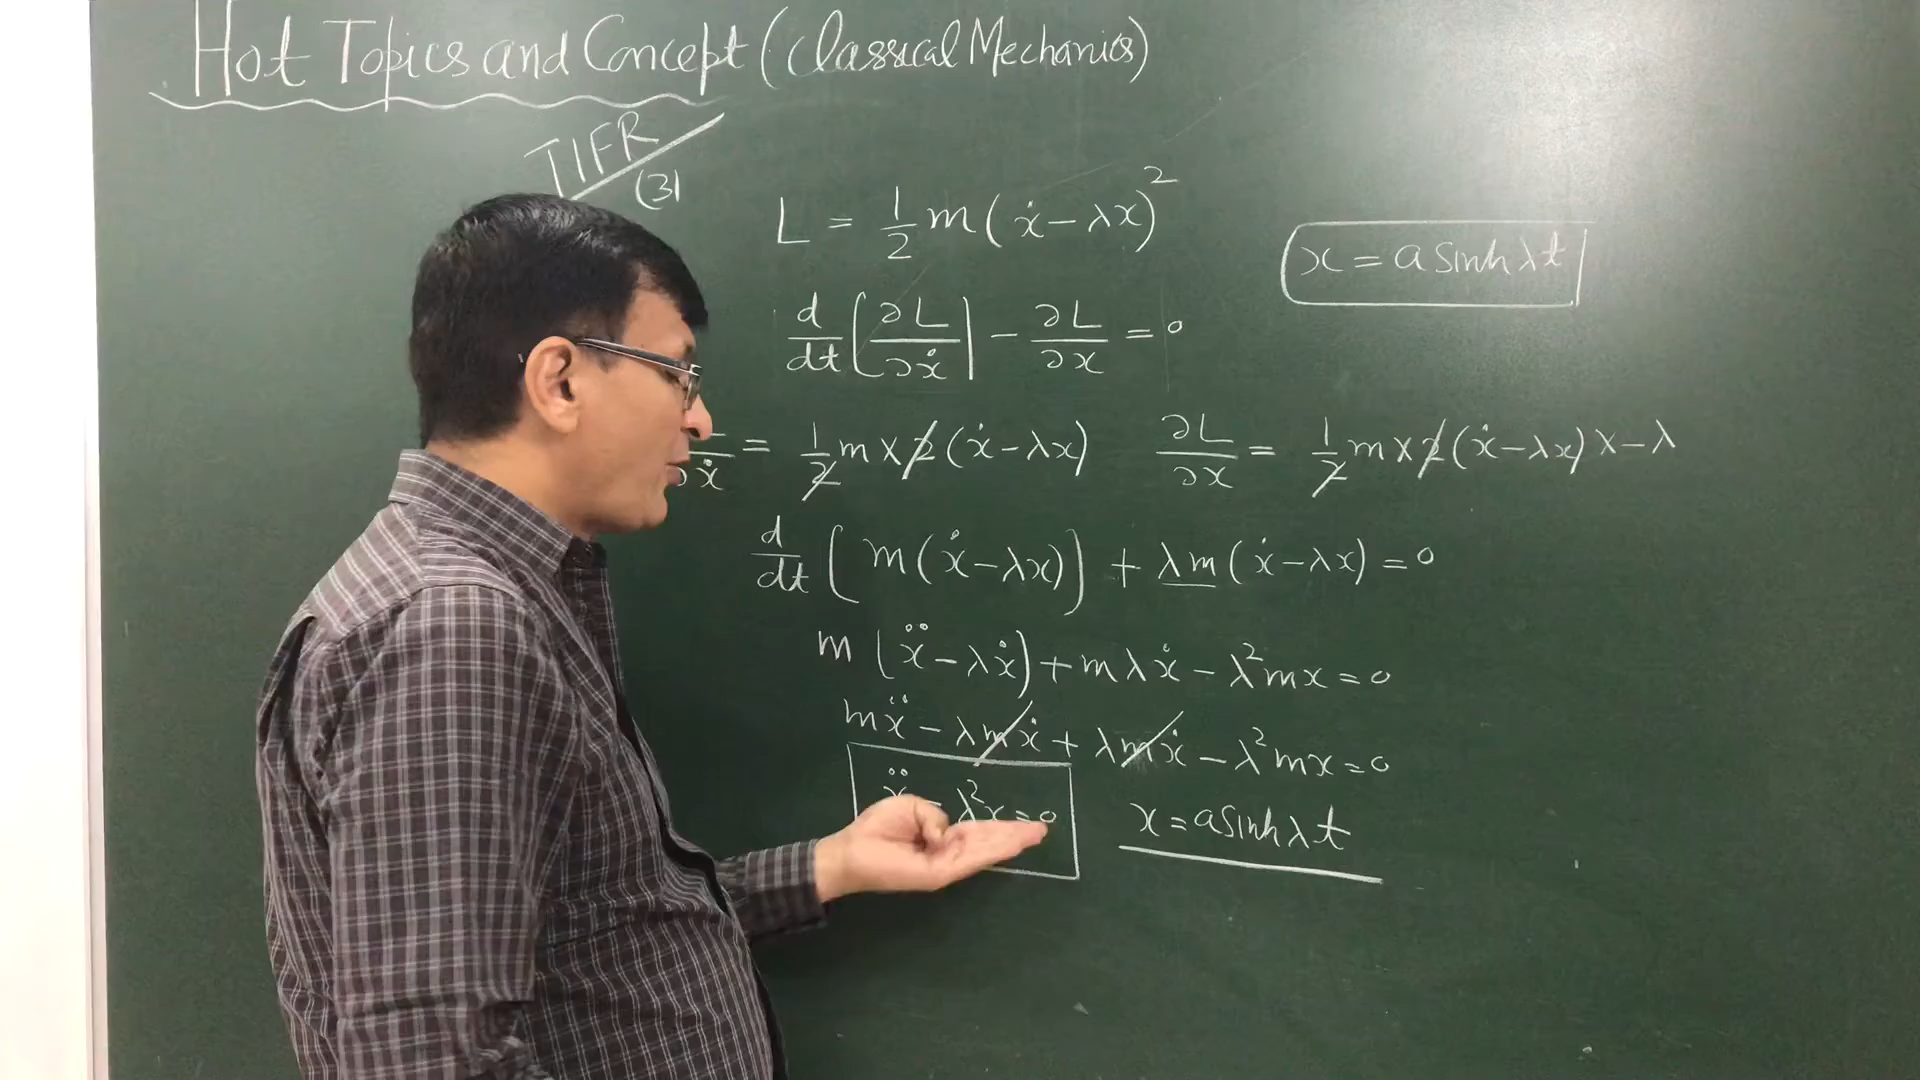 Hot Topics and Concept (Classical Mechanics)
TIFR
(31
L = 1/2 m (ẋ - λx)²
x = a sinh λt
d/dt (∂L/∂ẋ) - ∂L/∂x = 0
∂ẋ = 1/2 m x 2 (ẋ - λx)
∂L/∂x = 1/2 m x 2 (ẋ - λx) x - λ
d/dt ( m (ẋ - λx) ) + λm (ẋ - λx) = 0
m (ẍ - λẋ) + mλẋ - λ²mx = 0
mẍ - λmẋ + λmẋ - λ²mx = 0
ẍ - λ²x = 0
x = a sinh λt